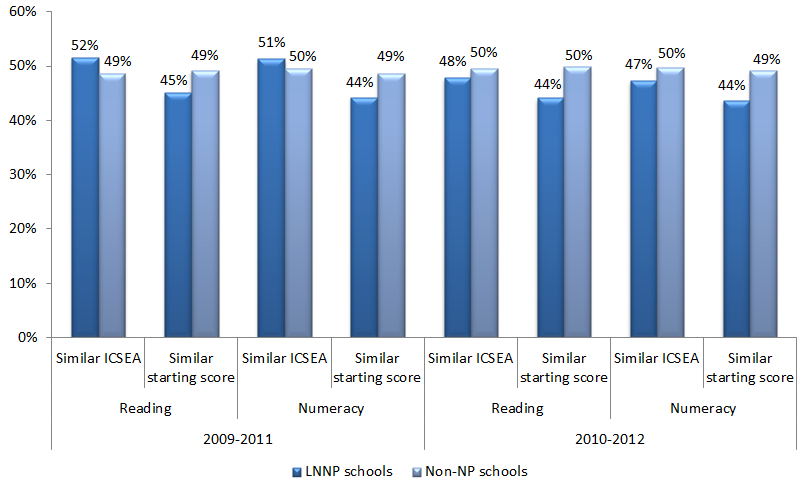 60%
50%
40%
30%
20%
10%
0%
52%
49%
45%
49%
51%
50%
44%
49%
48%
50%
44%
50%
47%
50%
44%
49%
Similar ICSEA
Similar
starting score
Similar ICSEA
Similar
starting score
Similar ICSEA
Similar
starting score
Similar ICSEA
Similar
starting score
Reading
Numeracy
Reading
Numeracy
2009-2011
2010-2012
LNNP schools
Non-NP schools